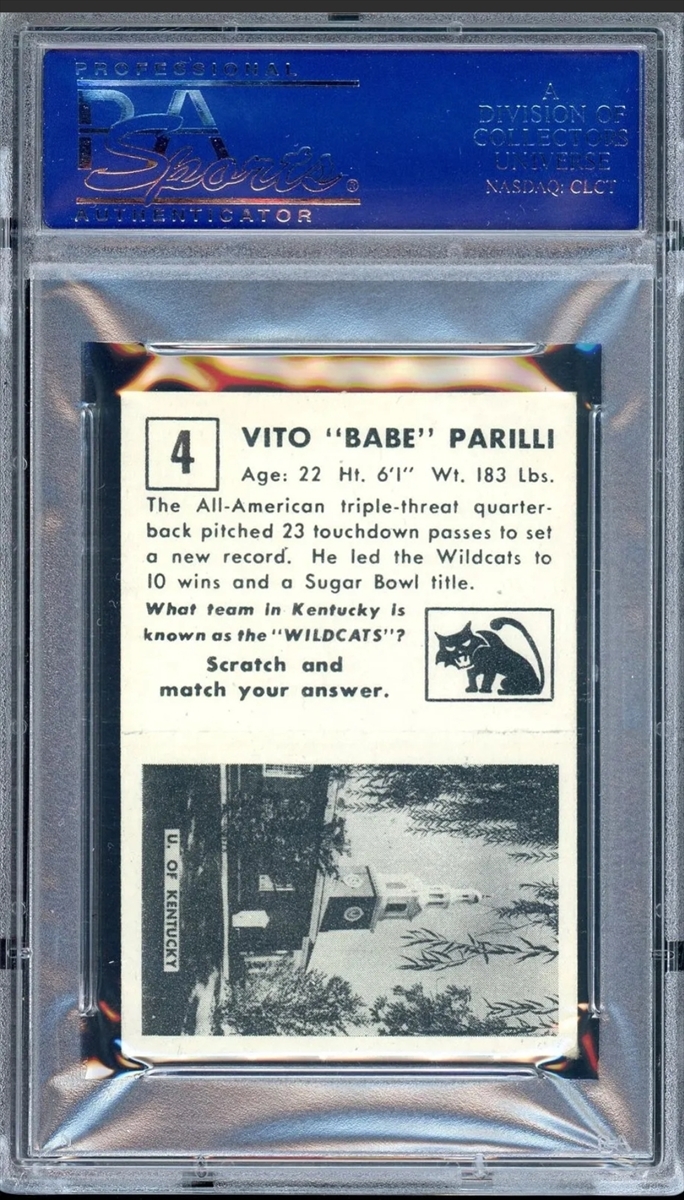 PROFESSIONAL
PSA
Sports®
AUTHENTICATOR
A
DIVISION OF
COLLECTORS
UNIVERSE
NASDAQ: CLCT
4
VITO "BABE" PARILLI
Age: 22 Ht. 6'1" Wt. 183 Lbs.
The All-American triple-threat quarter-
back pitched 23 touchdown passes to set
a new record. He led the Wildcats to
10 wins and a Sugar Bowl title.
What team in Kentucky is
known as the "WILDCATS"?
Scratch and
match your answer.
U. OF KENTUCKY